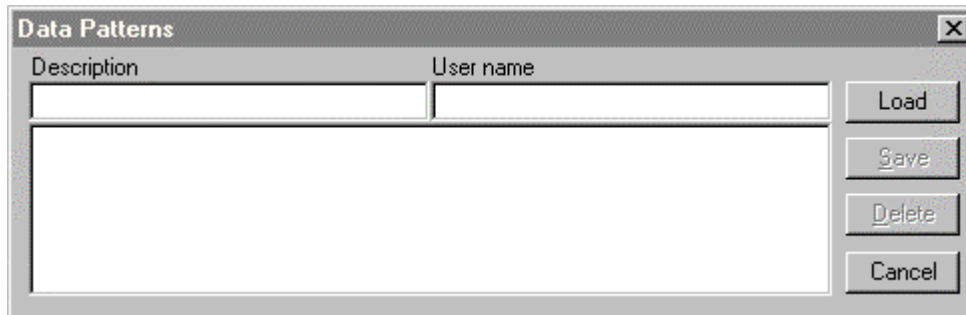 Data Patterns
Description User name
Load
Save
Delete
Cancel